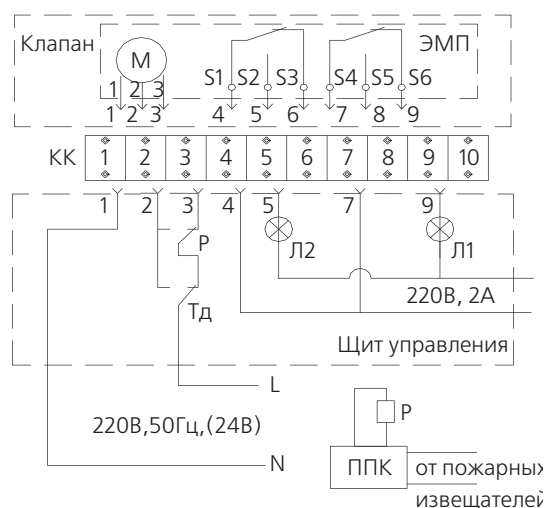 Клапан
ЭМП
М
S1 S2 S3 S4 S5 S6
1 2 3
1 2 3 4 5 6 7 8 9
КК 1 2 3 4 5 6 7 8 9 10
1 2 3 4 5 7 9
Р
Л2
Л1
Тд
220В, 2А
Щит управления
L
220В,50Гц,(24В)
Р
N
ППК
от пожарных
извещателей